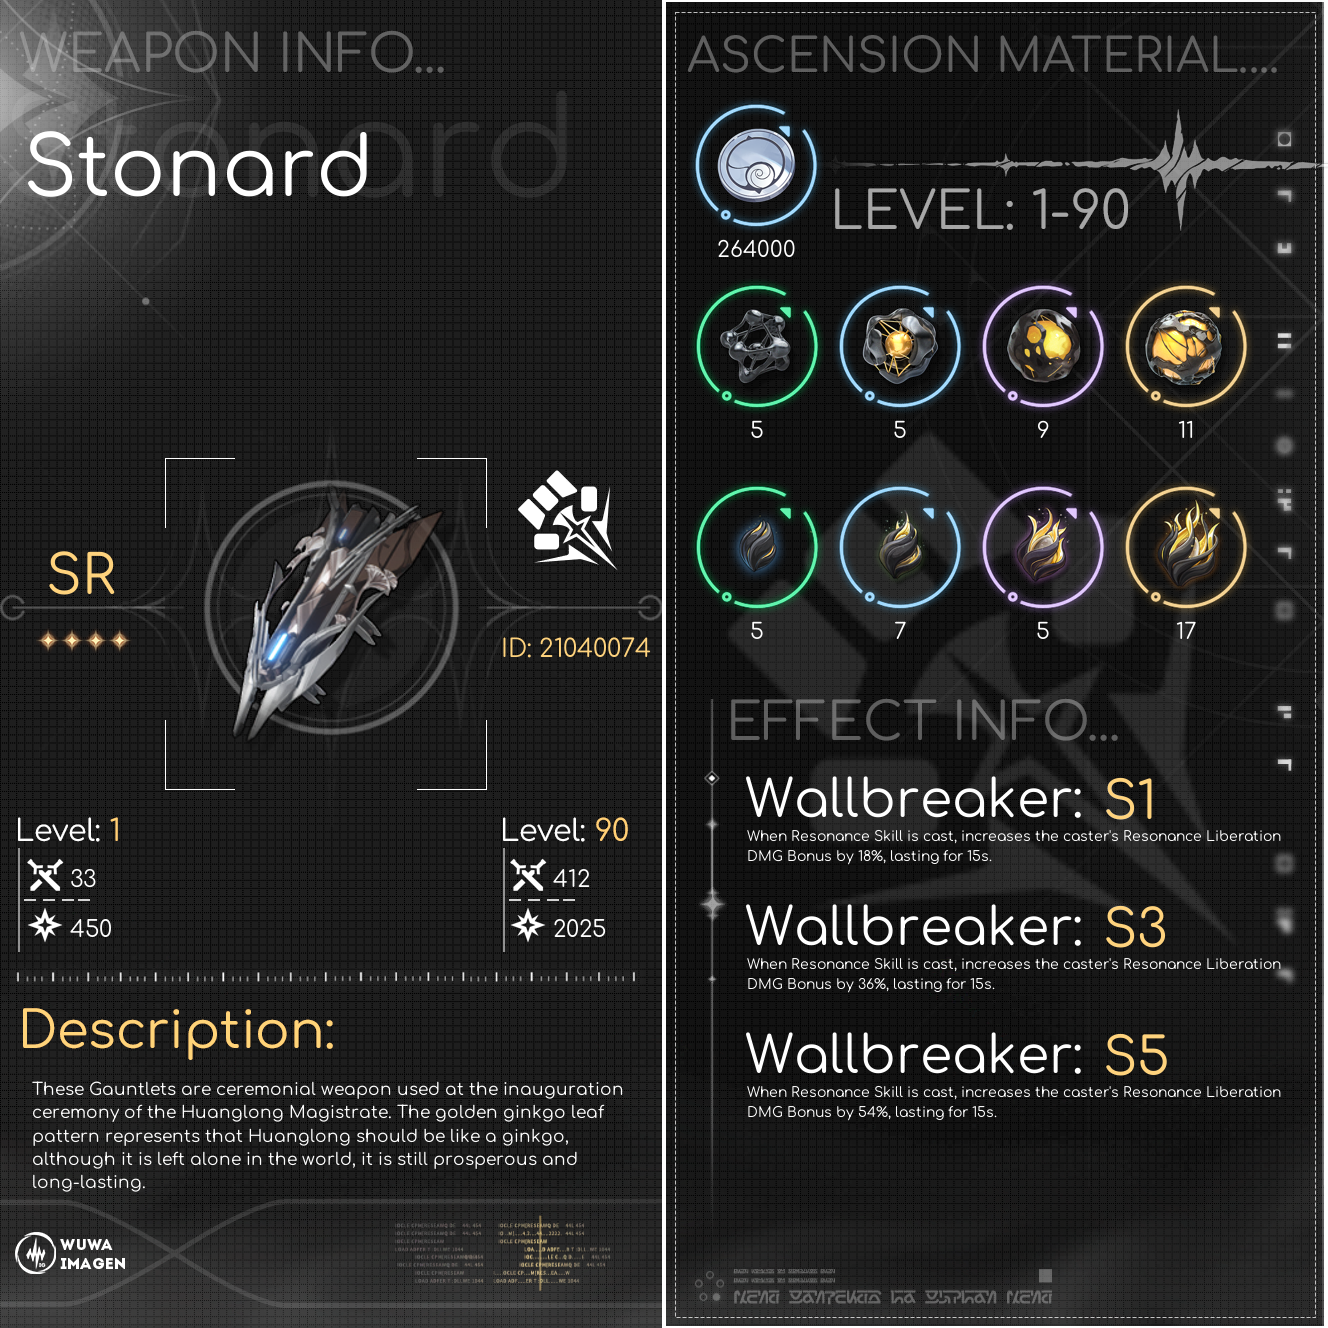 WEAPON INFO...
Stonard
SR
ID: 21040074
Level: 1
33
450
Level: 90
412
2025
Description:
These Gauntlets are ceremonial weapon used at the inauguration
ceremony of the Huanglong Magistrate. The golden ginkgo leaf
pattern represents that Huanglong should be like a ginkgo,
although it is left alone in the world, it is still prosperous and
long-lasting.
WUWA
IMAGEN
ASCENSION MATERIAL....
LEVEL: 1-90
264000
5
5
9
11
5
7
5
17
EFFECT INFO...
Wallbreaker: S1
When Resonance Skill is cast, increases the caster's Resonance Liberation
DMG Bonus by 18%, lasting for 15s.
Wallbreaker: S3
When Resonance Skill is cast, increases the caster's Resonance Liberation
DMG Bonus by 36%, lasting for 15s.
Wallbreaker: S5
When Resonance Skill is cast, increases the caster's Resonance Liberation
DMG Bonus by 54%, lasting for 15s.